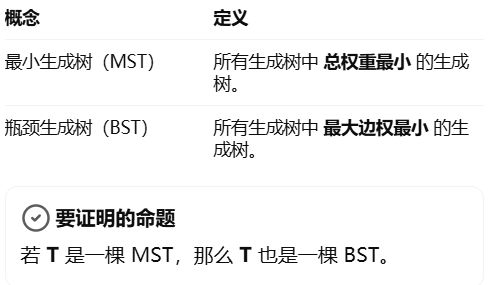 概念 定义
最小生成树（MST） 所有生成树中 总权重最小 的生成
树。
瓶颈生成树（BST） 所有生成树中 最大边权最小 的生
成树。
要证明的命题
若 T 是一棵 MST，那么 T 也是一棵 BST。